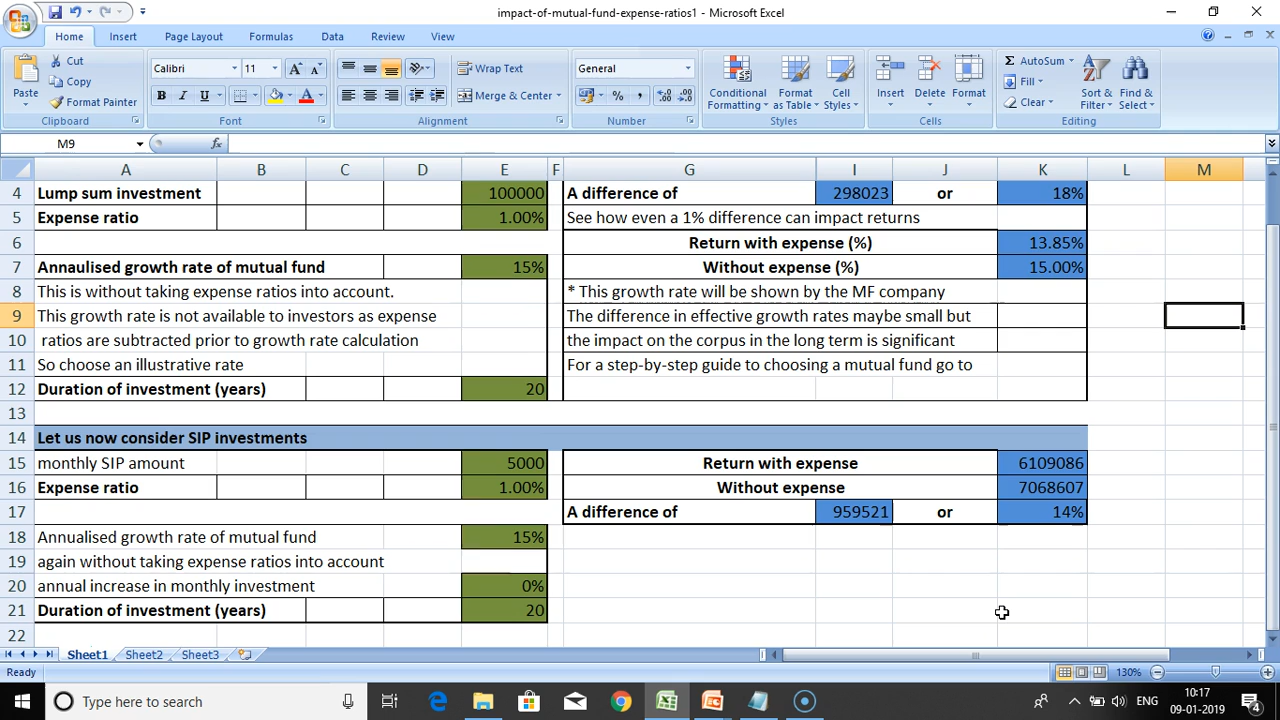 impact-of-mutual-fund-expense-ratios1 - Microsoft Excel
Home Insert Page Layout Formulas Data Review View
Paste
Cut
Copy
Format Painter
Clipboard
Calibri 11
B I U
Font
Wrap Text
Merge & Center
Alignment
General
Number
Conditional Formatting
Format as Table
Cell Styles
Styles
Insert Delete Format
Cells
AutoSum
Fill
Clear
Sort & Filter
Find & Select
Editing
M9 fx
A B C D E F G I J K L M
4 Lump sum investment 100000 A difference of 298023 or 18%
5 Expense ratio 1.00% See how even a 1% difference can impact returns
6 Return with expense (%) 13.85%
7 Annaulised growth rate of mutual fund 15% Without expense (%) 15.00%
8 This is without taking expense ratios into account. * This growth rate will be shown by the MF company
9 This growth rate is not available to investors as expense The difference in effective growth rates maybe small but
10 ratios are subtracted prior to growth rate calculation the impact on the corpus in the long term is significant
11 So choose an illustrative rate For a step-by-step guide to choosing a mutual fund go to
12 Duration of investment (years) 20
13
14 Let us now consider SIP investments
15 monthly SIP amount 5000 Return with expense 6109086
16 Expense ratio 1.00% Without expense 7068607
17 A difference of 959521 or 14%
18 Annualised growth rate of mutual fund 15%
19 again without taking expense ratios into account
20 annual increase in monthly investment 0%
21 Duration of investment (years) 20
22
Sheet1 Sheet2 Sheet3
Ready 130%
Type here to search
ENG
10:17
09-01-2019
4